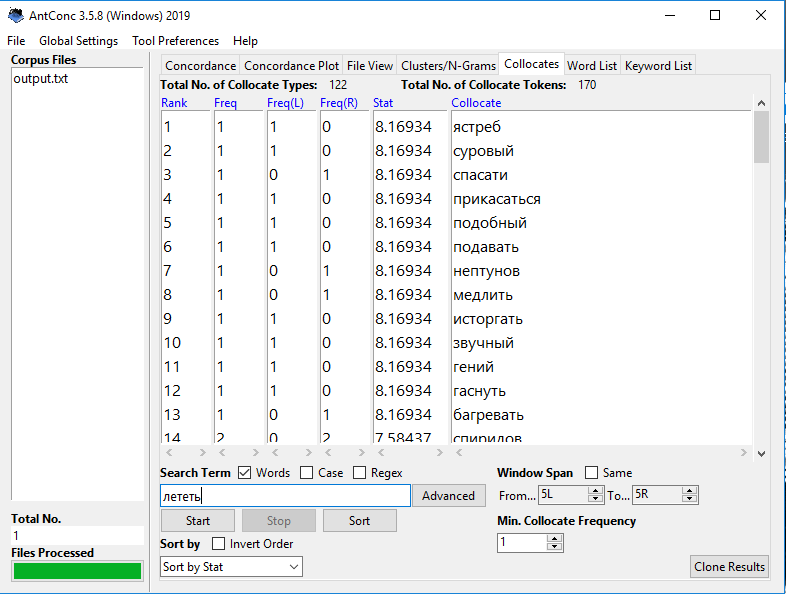 AntConc 3.5.8 (Windows) 2019
File Global Settings Tool Preferences Help
Corpus Files
output.txt
Concordance Concordance Plot File View Clusters/N-Grams Collocates Word List Keyword List
Total No. of Collocate Types: 122 Total No. of Collocate Tokens: 170
Rank Freq Freq(L) Freq(R) Stat Collocate
1 1 1 0 8.16934 ястреб
2 1 1 0 8.16934 суровый
3 1 0 1 8.16934 спасати
4 1 1 0 8.16934 прикасаться
5 1 1 0 8.16934 подобный
6 1 1 0 8.16934 подавать
7 1 0 1 8.16934 нептунов
8 1 0 1 8.16934 медлить
9 1 1 0 8.16934 исторгать
10 1 1 0 8.16934 звучный
11 1 1 0 8.16934 гений
12 1 1 0 8.16934 гаснуть
13 1 0 1 8.16934 багревать
14 2 0 2 7.58437 спиридов
Search Term Words Case Regex Window Span Same
лететь Advanced From... 5L To... 5R
Start Stop Sort Min. Collocate Frequency
Sort by Invert Order 1
Sort by Stat Clone Results
Total No.
1
Files Processed